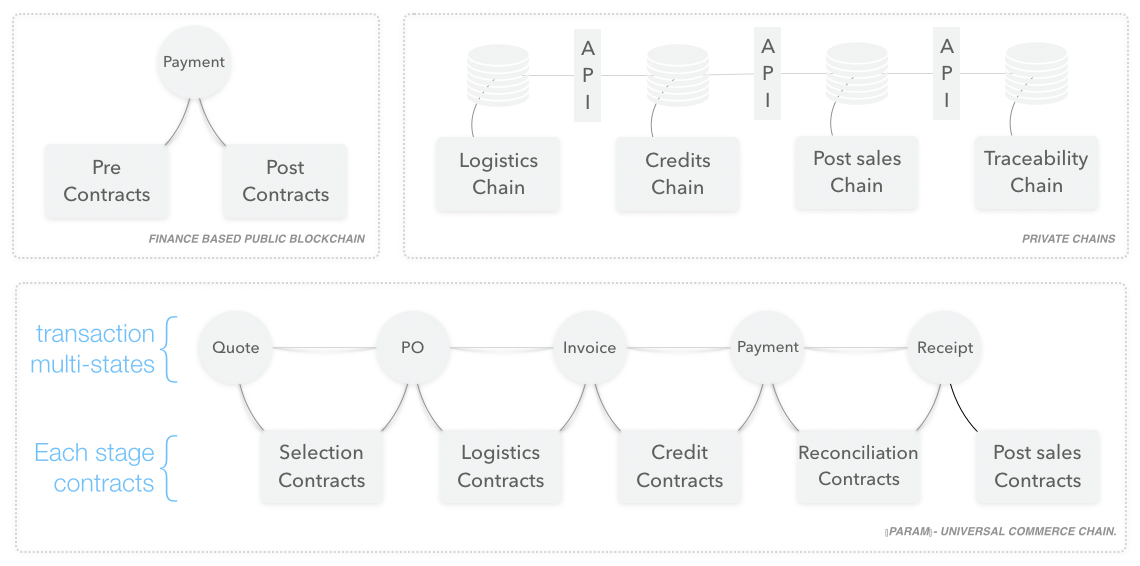 Payment
Pre
Contracts
Post
Contracts
FINANCE BASED PUBLIC BLOCKCHAIN
A
P
I
A
P
I
A
P
I
Logistics
Chain
Credits
Chain
Post sales
Chain
Traceability
Chain
PRIVATE CHAINS
transaction
multi-states
Quote
PO
Invoice
Payment
Receipt
Each stage
contracts
Selection
Contracts
Logistics
Contracts
Credit
Contracts
Reconciliation
Contracts
Post sales
Contracts
PARAM - UNIVERSAL COMMERCE CHAIN.